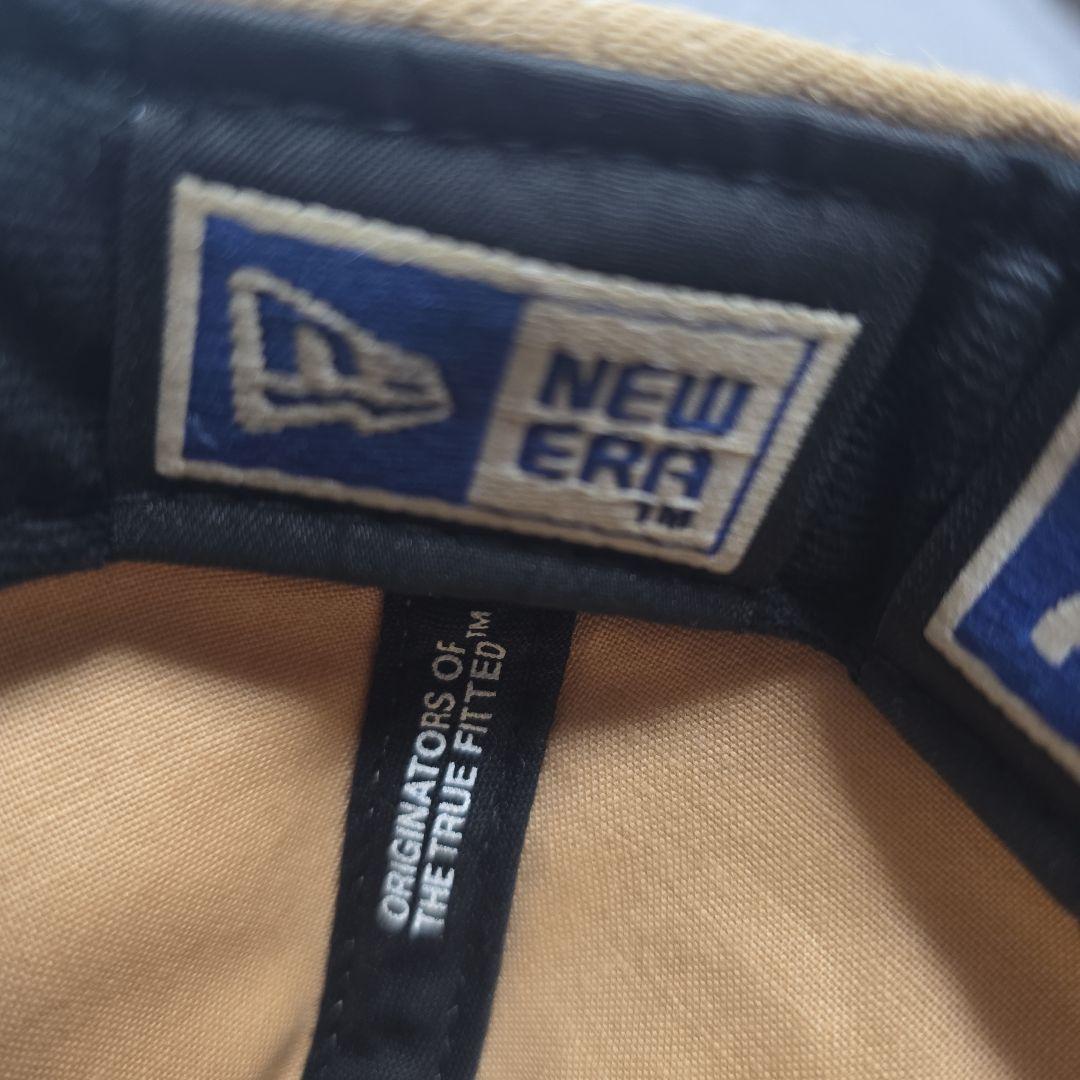 NEW
ERA
TM
ORIGINATORS OF
THE TRUE FITTED™